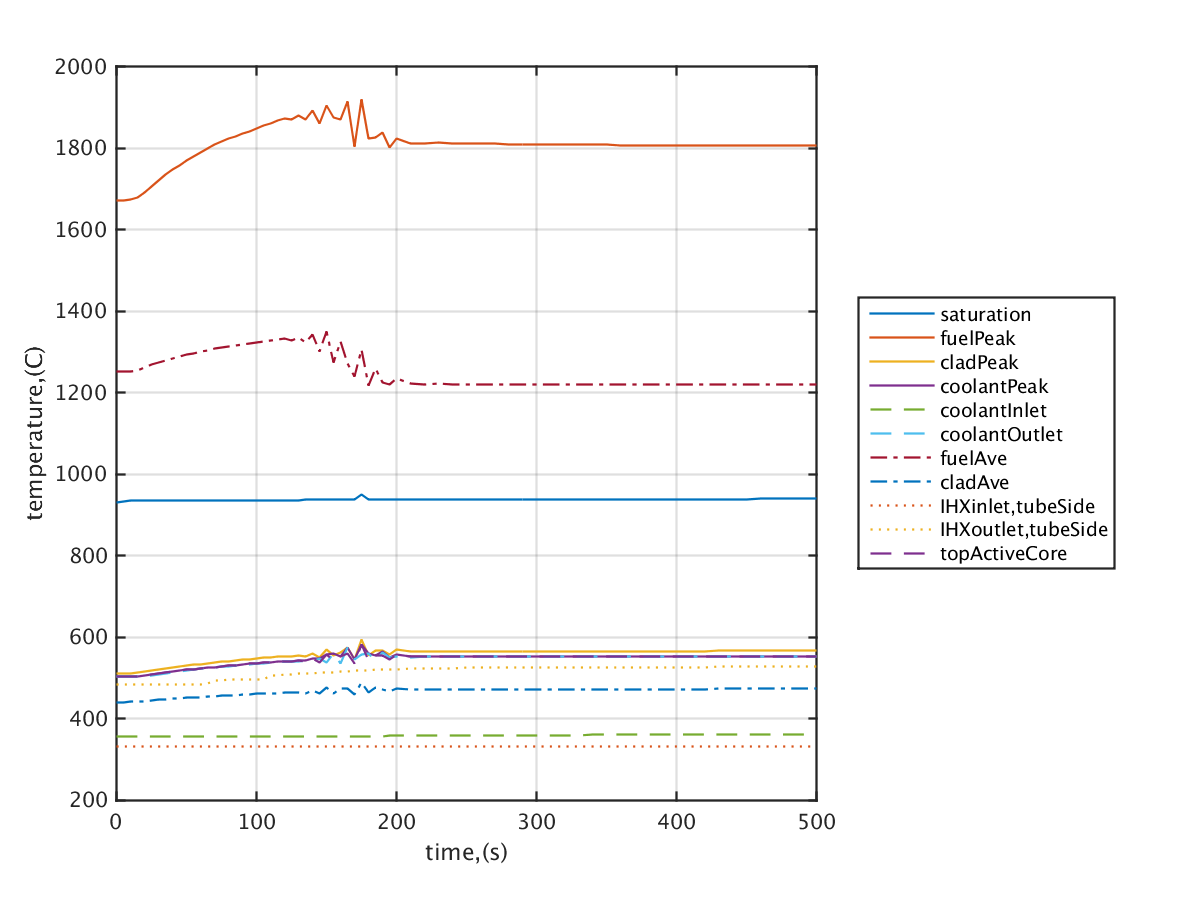 2000
1800
1600
1400
1200
1000
800
600
400
200
temperature,(C)
0 100 200 300 400 500
time,(s)
saturation
fuelPeak
cladPeak
coolantPeak
coolantInlet
coolantOutlet
fuelAve
cladAve
IHXinlet,tubeSide
IHXoutlet,tubeSide
topActiveCore